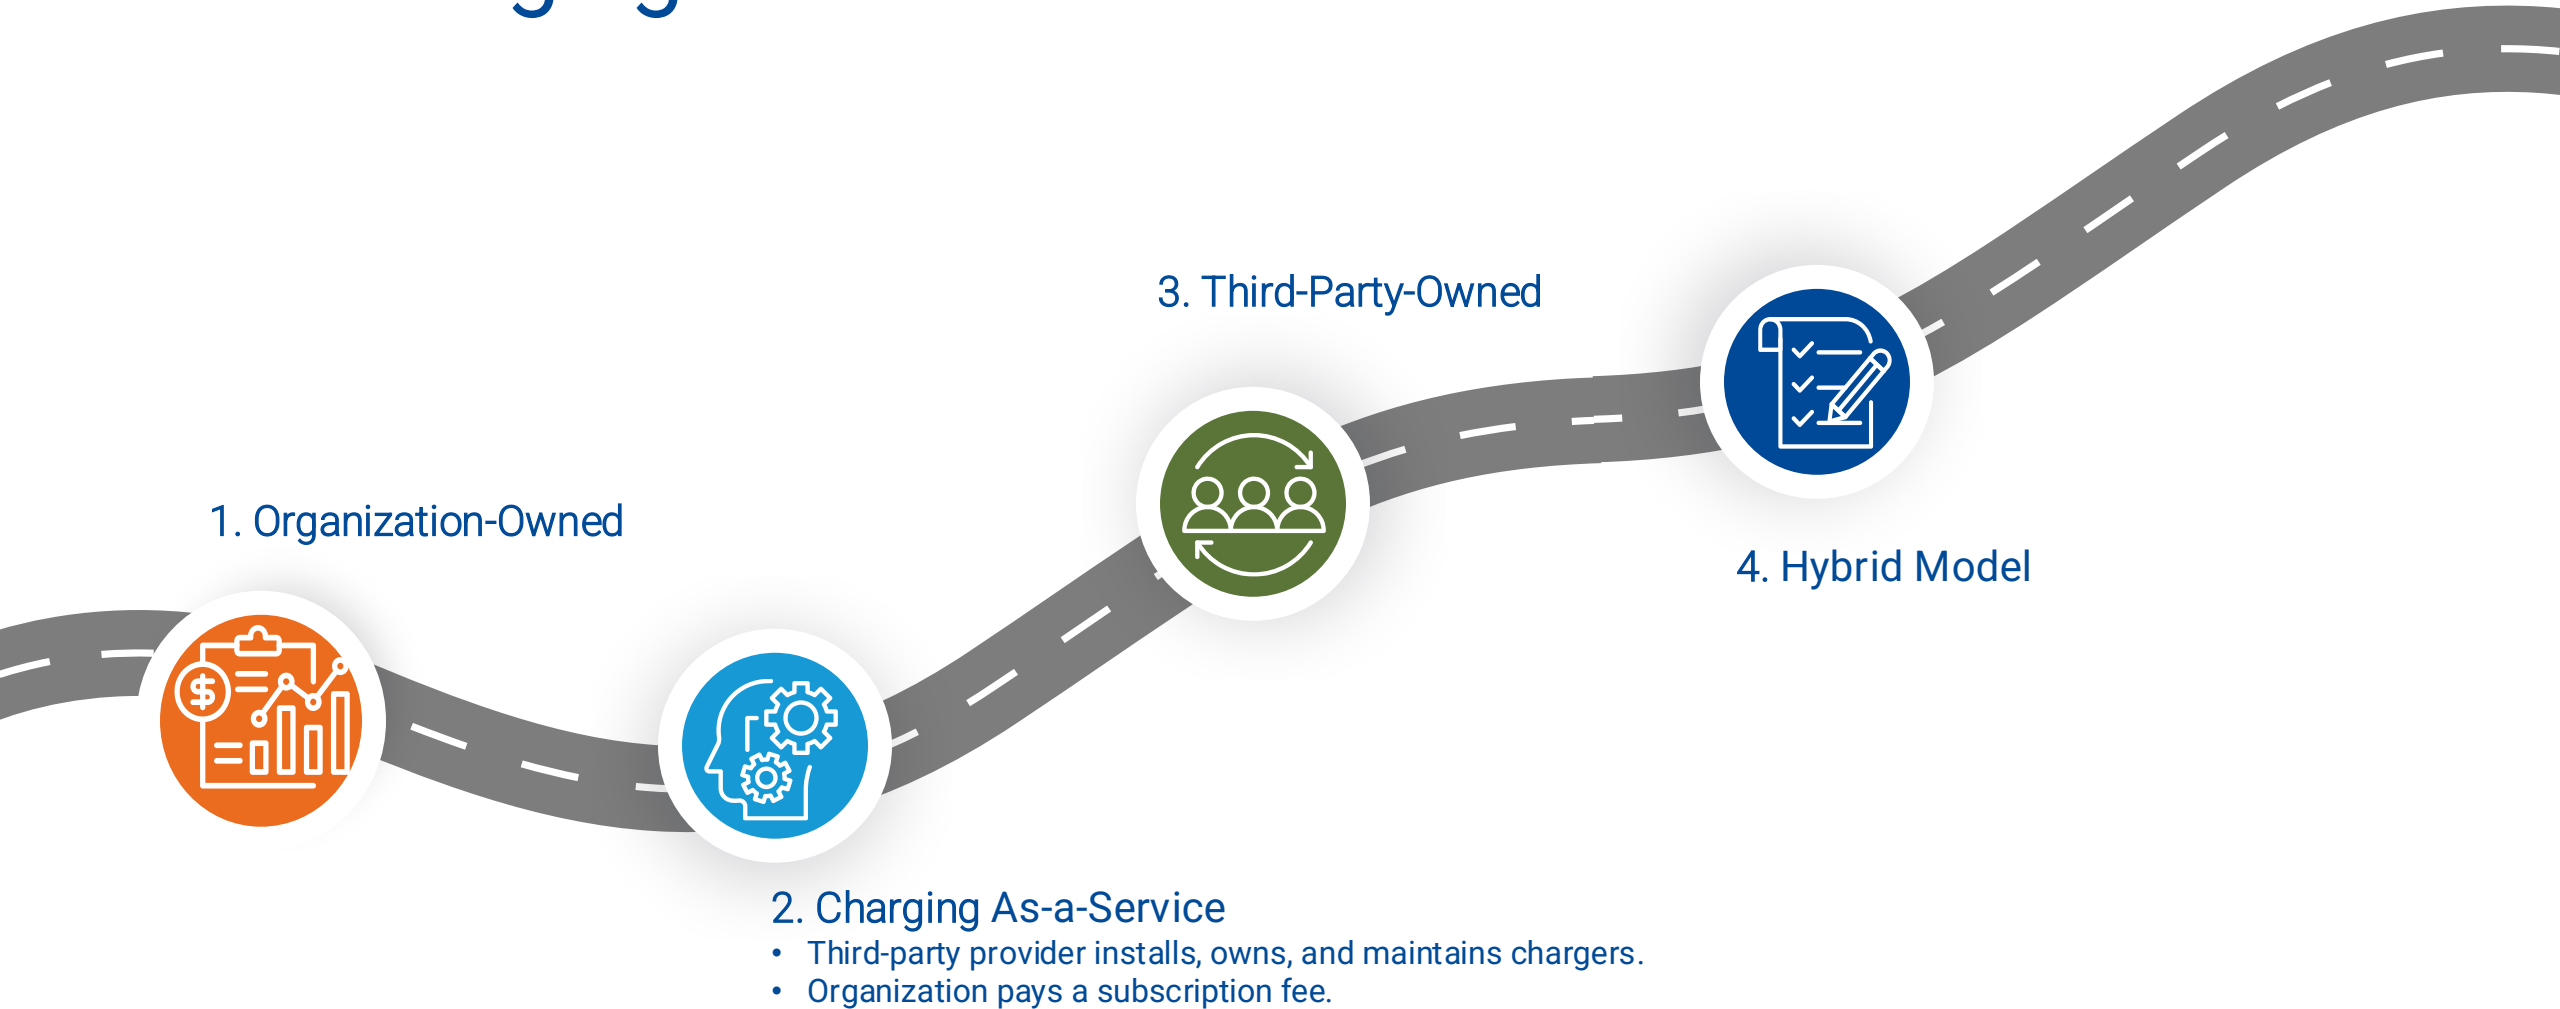 3. Third-Party-Owned
1. Organization-Owned
4. Hybrid Model
$
2. Charging As-a-Service
• Third-party provider installs, owns, and maintains chargers.
• Organization pays a subscription fee.